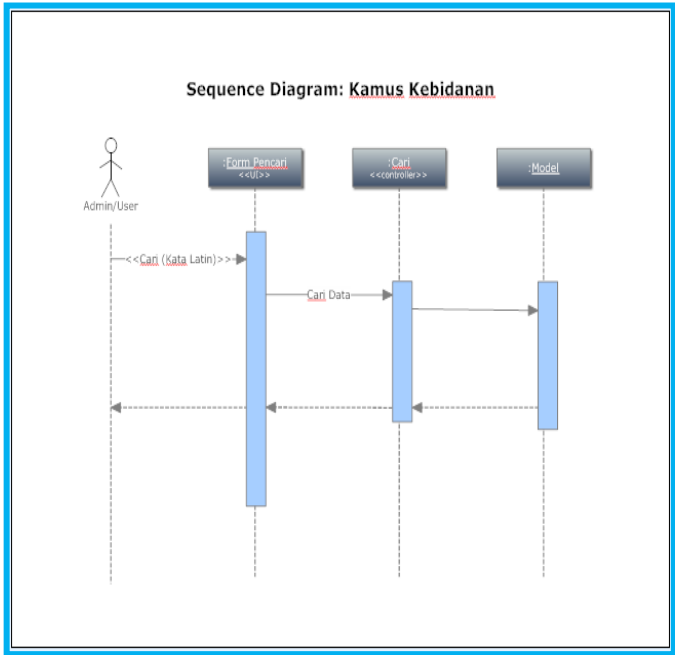 Sequence Diagram: Kamus Kebidanan
:Form Pencari
<<UI>>
:Cari
<<controller>>
:Model
Admin/User
<<Cari (Kata Latin)>>
Cari Data